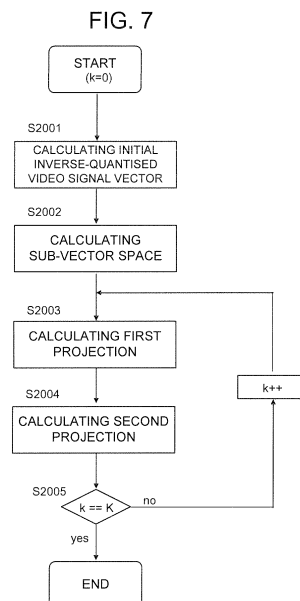 FIG. 7
START
(k=0)
S2001
CALCULATING INITIAL
INVERSE-QUANTISED
VIDEO SIGNAL VECTOR
S2002
CALCULATING
SUB-VECTOR SPACE
S2003
CALCULATING FIRST
PROJECTION
S2004
CALCULATING SECOND
PROJECTION
k++
S2005
k == K
no
yes
END